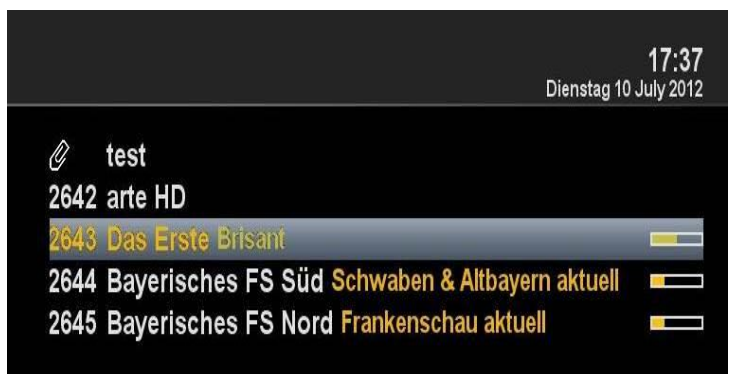 17:37
Dienstag 10 July 2012
test
2642 arte HD
2643 Das Erste Brisant
2644 Bayerisches FS Süd Schwaben & Altbayern aktuell
2645 Bayerisches FS Nord Frankenschau aktuell